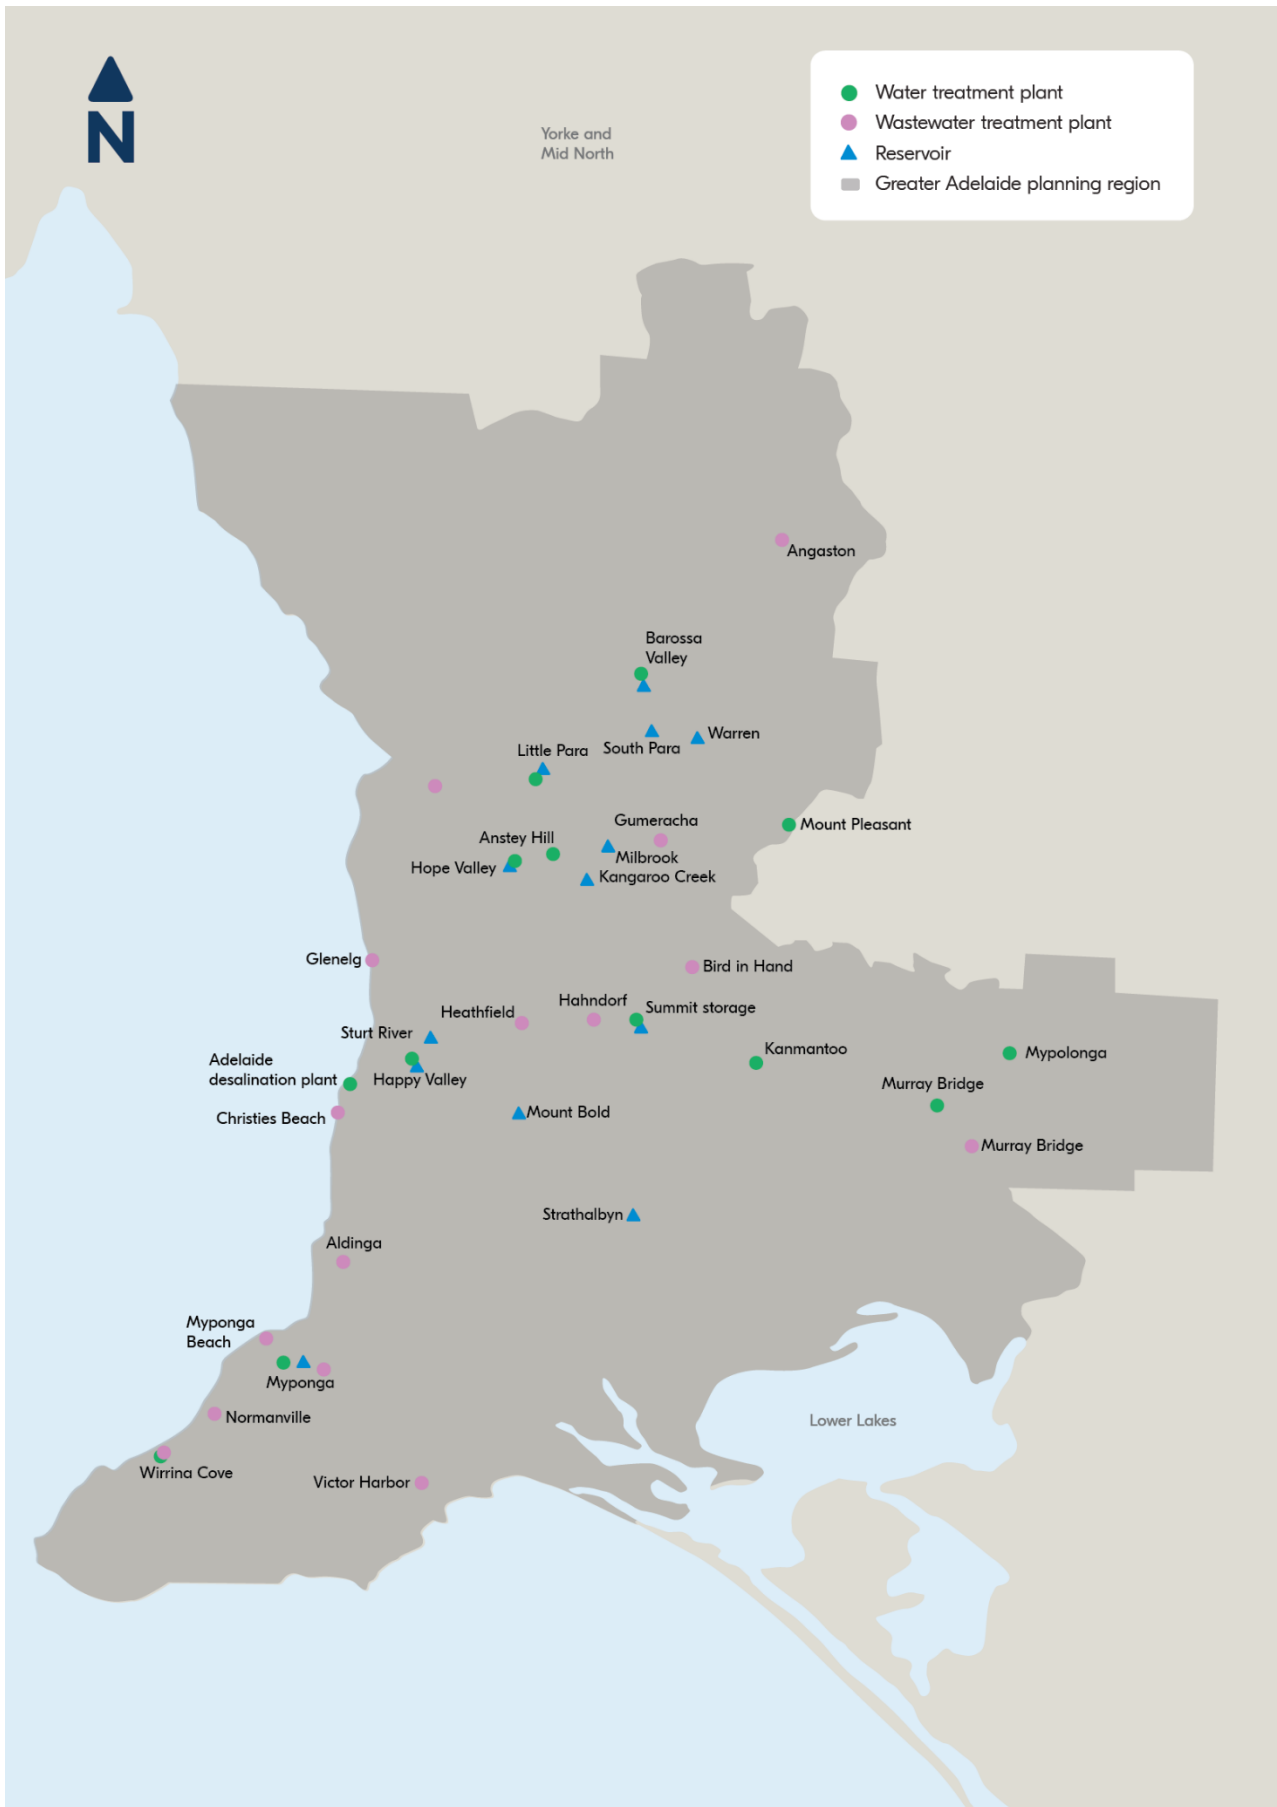 N
Water treatment plant
Wastewater treatment plant
Reservoir
Greater Adelaide planning region
Yorke and
Mid North
Angaston
Barossa
Valley
Warren
South Para
Little Para
Gumeracha
Mount Pleasant
Anstey Hill
Milbrook
Hope Valley
Kangaroo Creek
Glenelg
Bird in Hand
Hahndorf
Summit storage
Heathfield
Sturt River
Kanmantoo
Mypolonga
Adelaide
desalination plant
Happy Valley
Murray Bridge
Christies Beach
Mount Bold
Murray Bridge
Strathalbyn
Aldinga
Myponga
Beach
Myponga
Normanville
Lower Lakes
Wirrina Cove
Victor Harbor